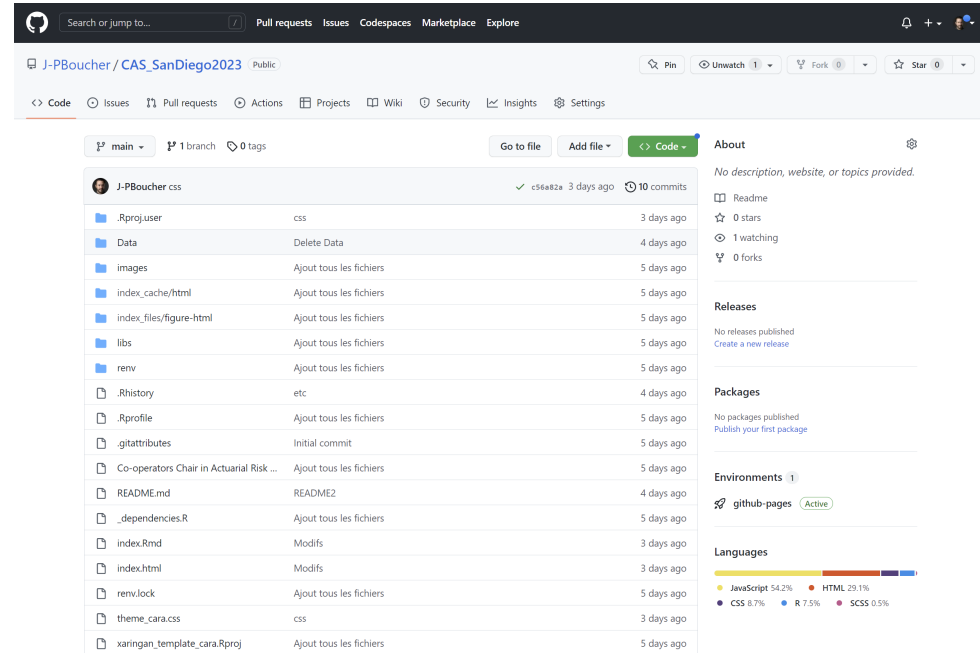 Search or jump to... /
Pull requests Issues Codespaces Marketplace Explore
J-PBoucher / CAS_SanDiego2023 Public
Pin Unwatch 1 Fork 0 Star 0
<> Code Issues Pull requests Actions Projects Wiki Security Insights Settings
main 1 branch 0 tags Go to file Add file <> Code
J-PBoucher css c56a82a 3 days ago 10 commits
.Rproj.user css 3 days ago
Data Delete Data 4 days ago
images Ajout tous les fichiers 5 days ago
index_cache/html Ajout tous les fichiers 5 days ago
index_files/figure-html Ajout tous les fichiers 5 days ago
libs Ajout tous les fichiers 5 days ago
renv Ajout tous les fichiers 5 days ago
.Rhistory etc 4 days ago
.Rprofile Ajout tous les fichiers 5 days ago
.gitattributes Initial commit 5 days ago
Co-operators Chair in Actuarial Risk ... Ajout tous les fichiers 5 days ago
README.md README2 4 days ago
_dependencies.R Ajout tous les fichiers 5 days ago
index.Rmd Modifs 3 days ago
index.html Modifs 3 days ago
renv.lock Ajout tous les fichiers 5 days ago
theme_cara.css css 3 days ago
xaringan_template_cara.Rproj Ajout tous les fichiers 5 days ago
About
No description, website, or topics provided.
Readme
0 stars
1 watching
0 forks
Releases
No releases published
Create a new release
Packages
No packages published
Publish your first package
Environments 1
github-pages Active
Languages
JavaScript 54.2% HTML 29.1%
CSS 8.7% R 7.5% SCSS 0.5%